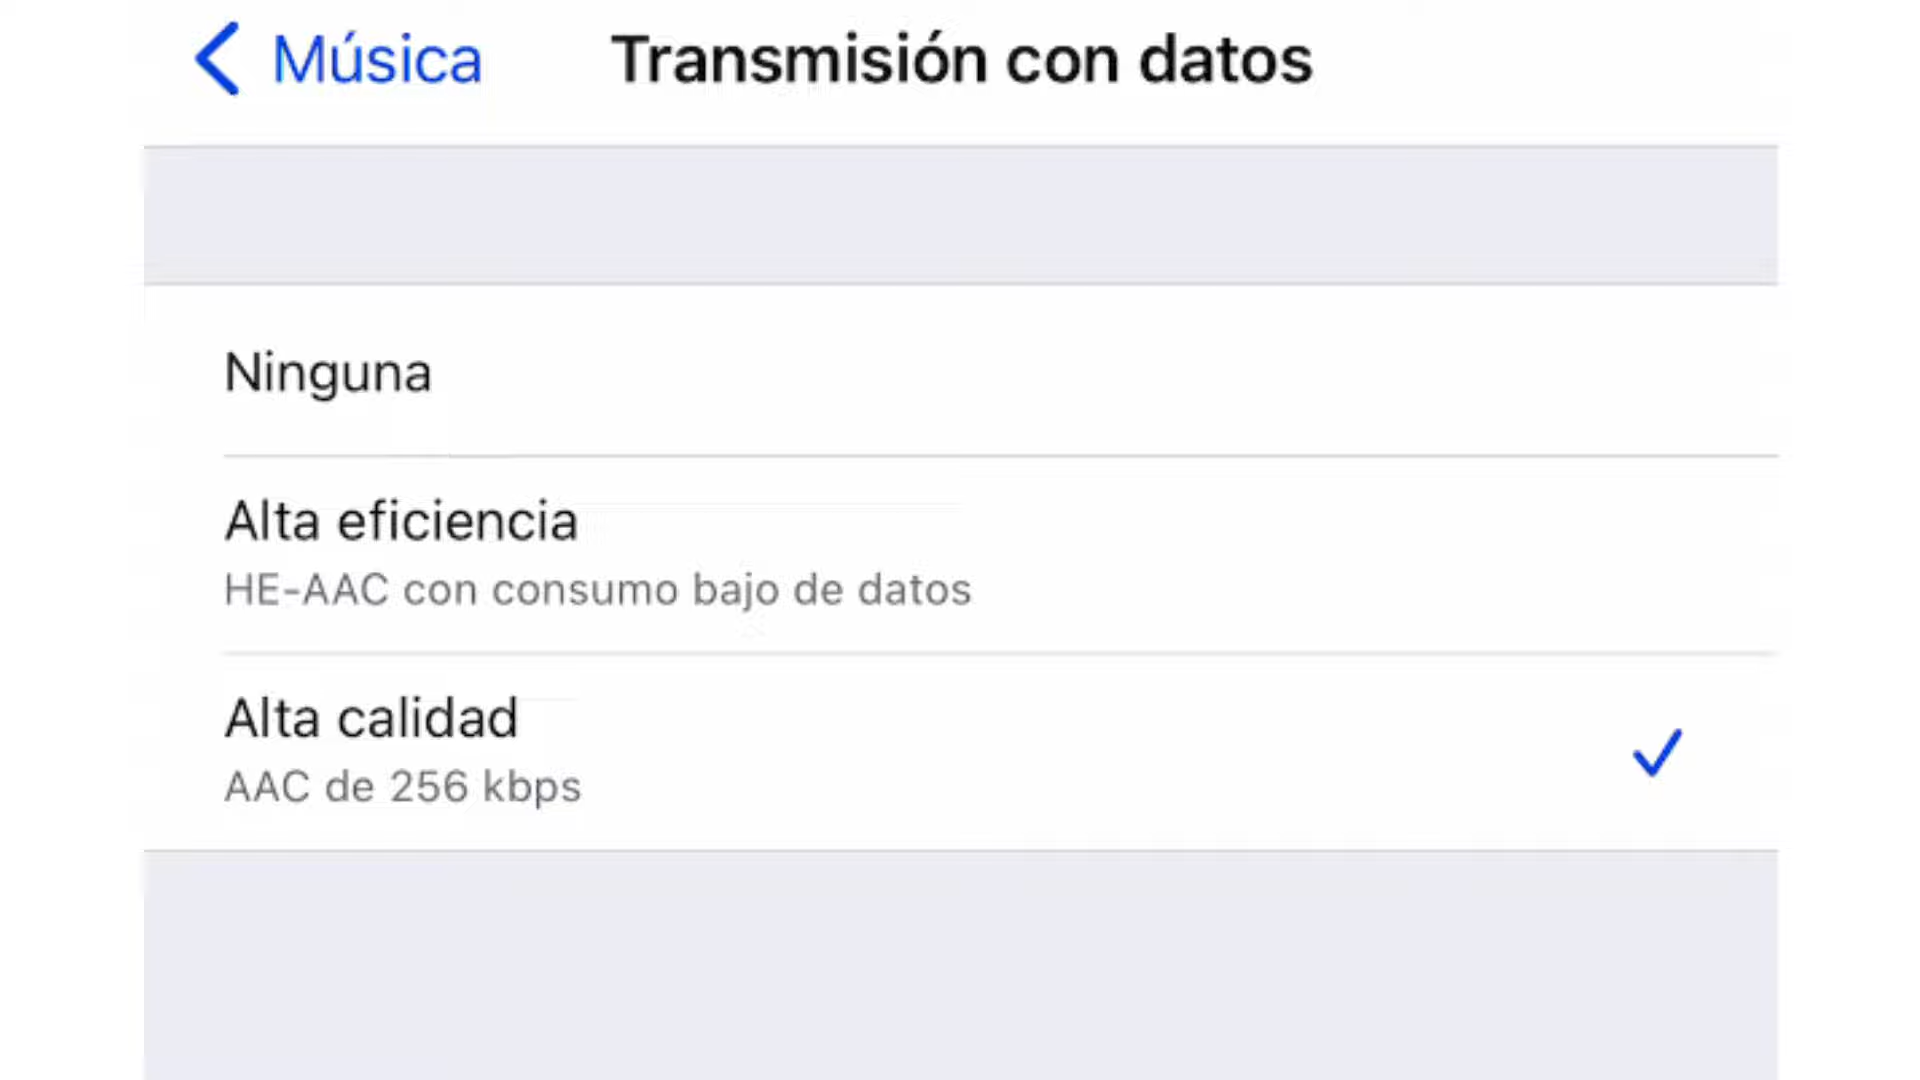 Música
Transmisión con datos
Ninguna
Alta eficiencia
HE-AAC con consumo bajo de datos
Alta calidad
AAC de 256 kbps